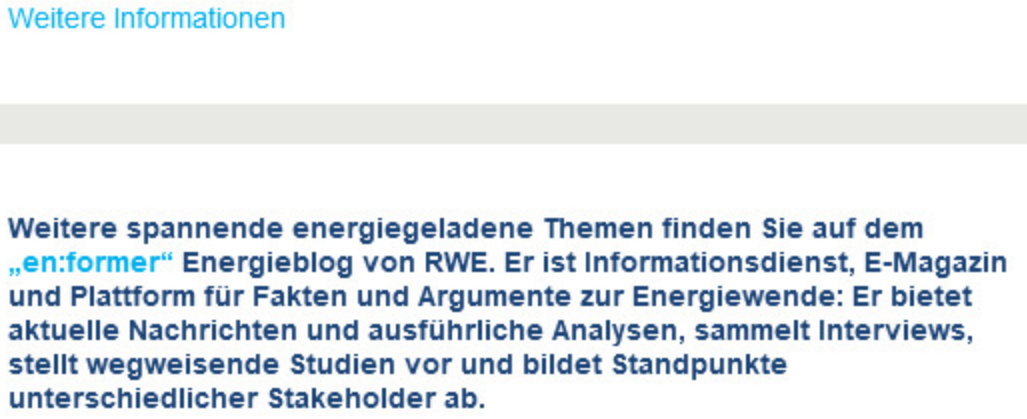 Weitere Informationen
Weitere spannende energiegeladene Themen finden Sie auf dem
„en:former“ Energieblog von RWE. Er ist Informationsdienst, E-Magazin
und Plattform für Fakten und Argumente zur Energiewende: Er bietet
aktuelle Nachrichten und ausführliche Analysen, sammelt Interviews,
stellt wegweisende Studien vor und bildet Standpunkte
unterschiedlicher Stakeholder ab.